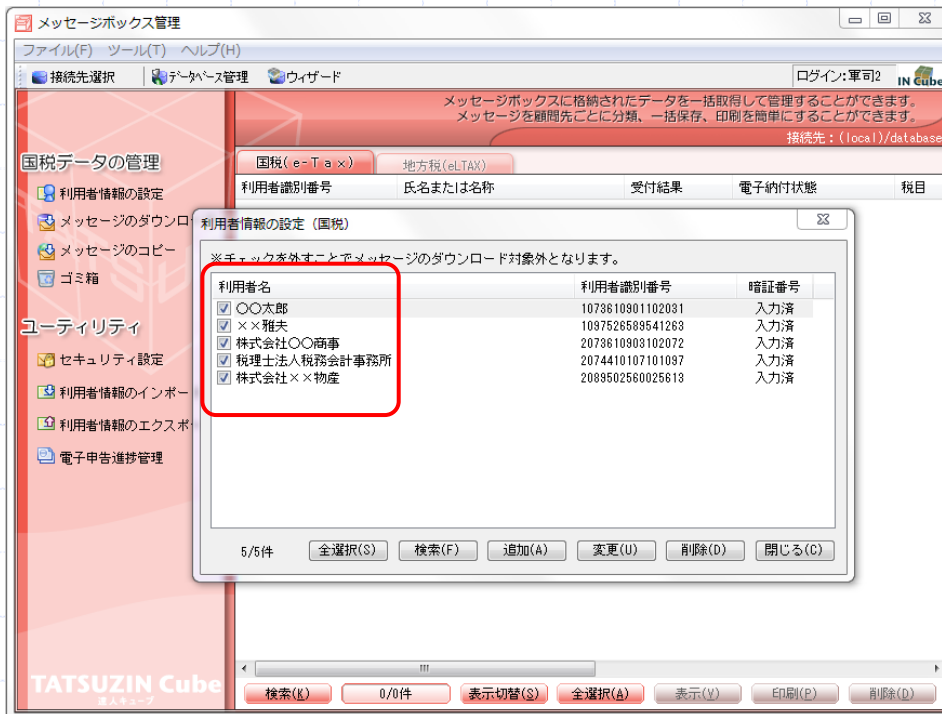 メッセージボックス管理
ファイル(F) ツール(T) ヘルプ(H)
接続先選択 データベース管理 ウィザード ログイン:軍司2 IN Cube
メッセージボックスに格納されたデータを一括取得して管理することができます。
メッセージを顧問先ごとに分類、一括保存、印刷を簡単にすることができます。
接続先：(local)/database
国税データの管理
利用者情報の設定
メッセージのダウンロ
メッセージのコピー
ゴミ箱
ユーティリティ
セキュリティ設定
利用者情報のインポー
利用者情報のエクスポ
電子申告進捗管理
TATSUZIN Cube
達人キューブ
国税(e-Tax) 地方税(eLTAX)
利用者識別番号 氏名または名称 受付結果 電子納付状態 税目
利用者情報の設定（国税）
※チェックを外すことでメッセージのダウンロード対象外となります。
利用者名 利用者識別番号 暗証番号
〇〇太郎 1073610901102031 入力済
××雅夫 1097526589541263 入力済
株式会社〇〇商事 2073610903102072 入力済
税理士法人税務会計事務所 2074410107101097 入力済
株式会社××物産 2089502560025613 入力済
5/5件 全選択(S) 検索(F) 追加(A) 変更(U) 削除(D) 閉じる(C)
検索(K) 0/0件 表示切替(S) 全選択(A) 表示(V) 印刷(P) 削除(D)